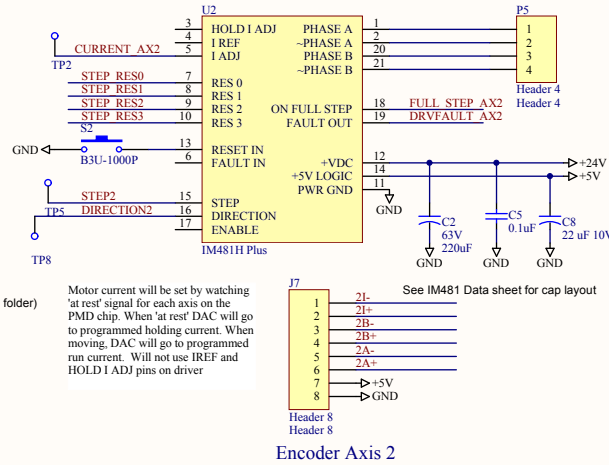 U2
P5
3 HOLD I ADJ PHASE A 1 1
4 I REF ~PHASE A 2 2
CURRENT_AX2 5 I ADJ PHASE B 20 3
~PHASE B 21 4
TP2
Header 4
Header 4
STEP_RES0 7 RES 0
STEP_RES1 8 RES 1
STEP_RES2 9 RES 2 ON FULL STEP 18 FULL_STEP_AX2
STEP_RES3 10 RES 3 FAULT OUT 19 DRVFAULT_AX2
S2
GND 13 RESET IN
B3U-1000P 6 FAULT IN
+VDC 12 +24V
+5V LOGIC 14 +5V
PWR GND 11
GND
STEP2 15 STEP
TP5 DIRECTION2 16 DIRECTION
17 ENABLE
TP8
IM481H Plus
C2
63V
220uF
GND
C5
0.1uF
GND
C8
22 uF 10V
GND
See IM481 Data sheet for cap layout
folder)
Motor current will be set by watching
'at rest' signal for each axis on the
PMD chip. When 'at rest' DAC will go
to programmed holding current. When
moving, DAC will go to programmed
run current. Will not use IREF and
HOLD I ADJ pins on driver
J7
1 2I-
2 2I+
3 2B-
4 2B+
5 2A-
6 2A+
7 +5V
8 GND
Header 8
Header 8
Encoder Axis 2